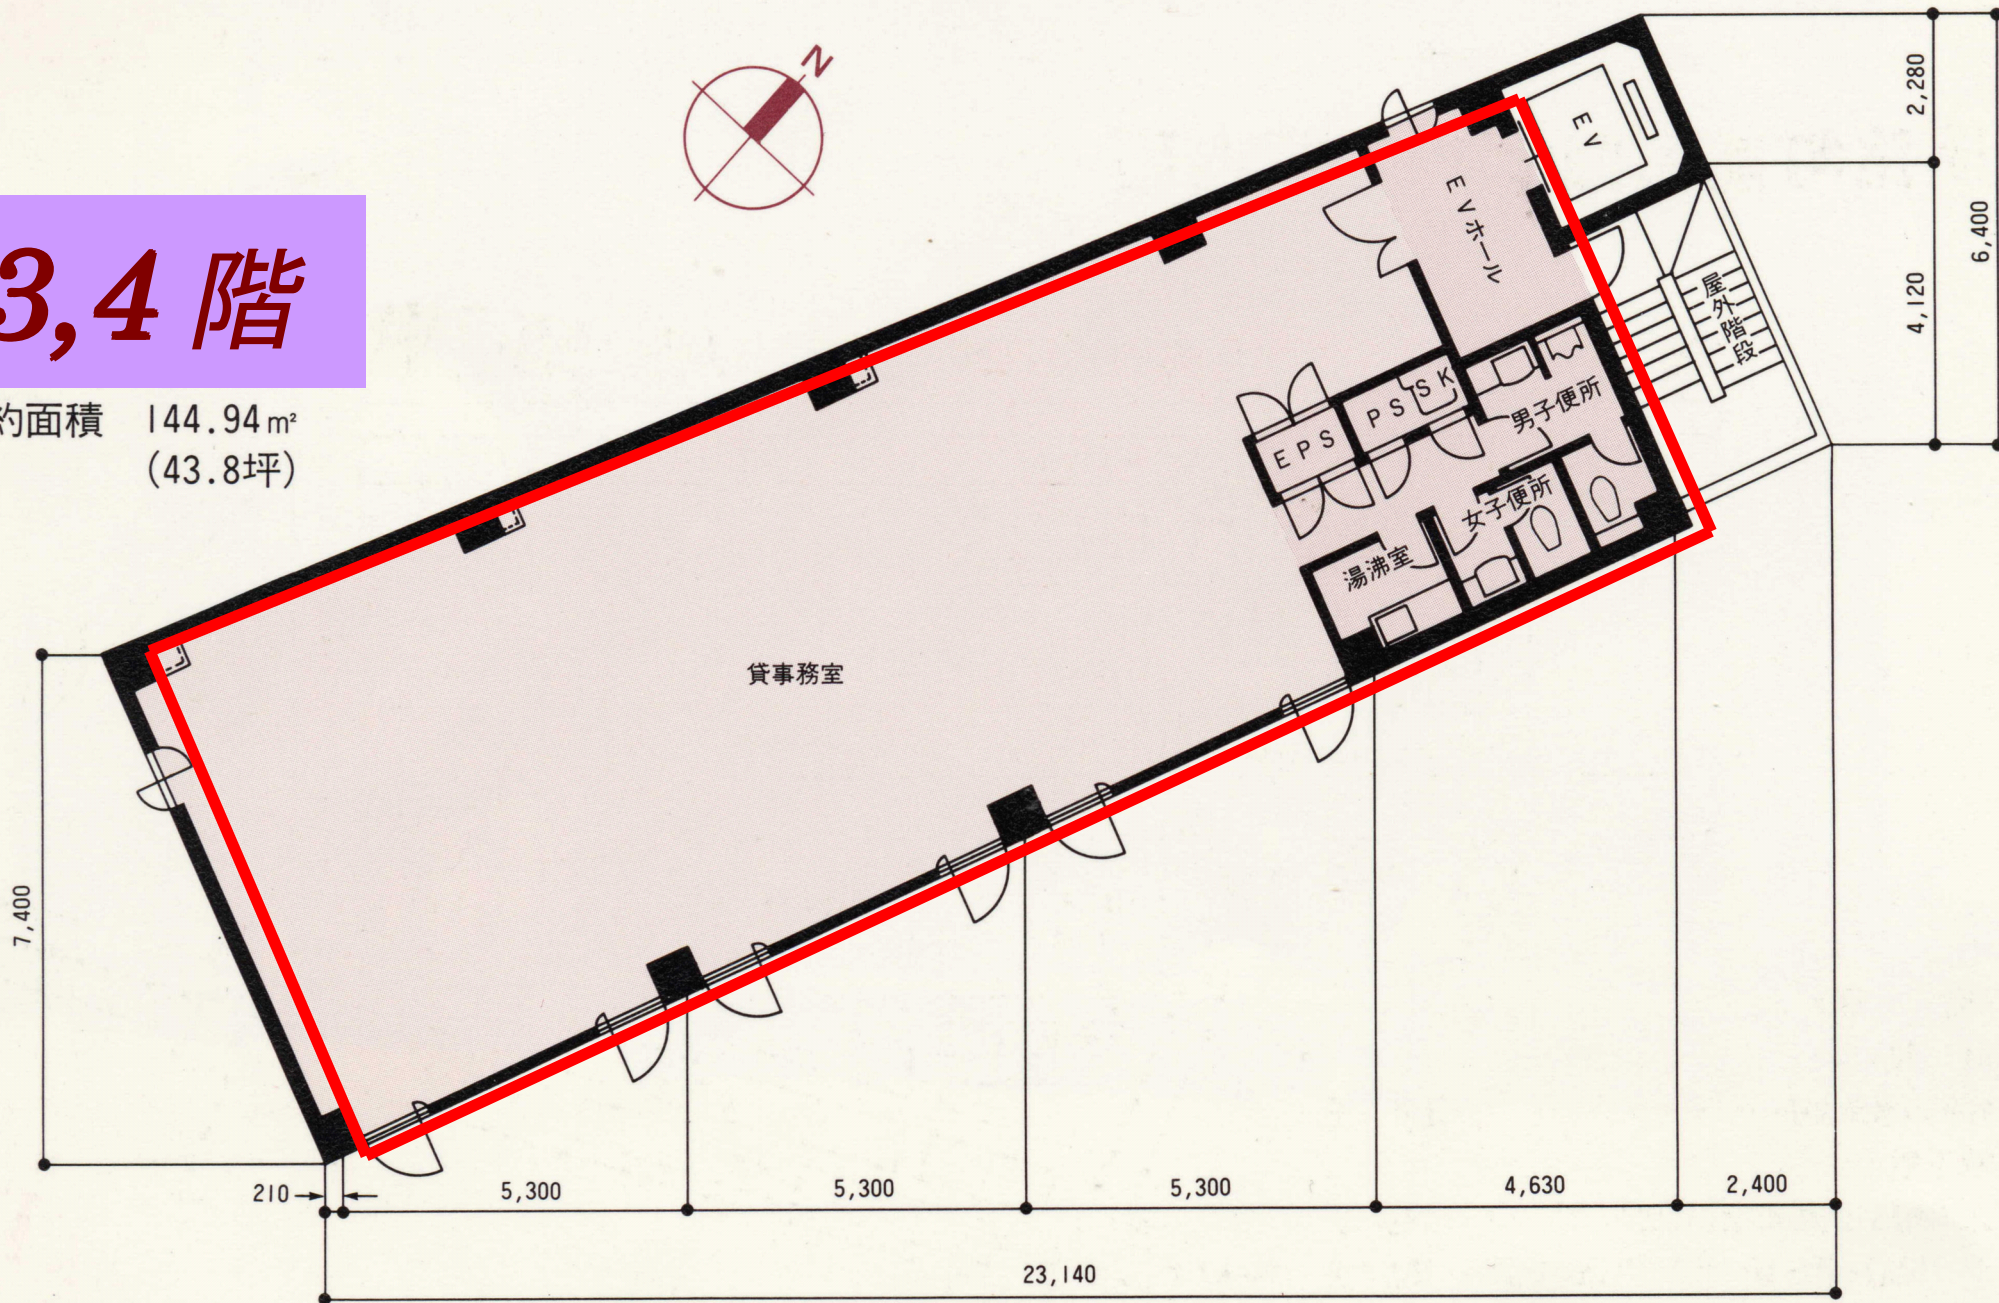 N
3,4 階
約面積 144.94㎡
(43.8坪)
EV
EVホール
屋外階段
PS
SK
EPS
男子便所
女子便所
湯沸室
貸事務室
2,280
4,120
6,400
7,400
210
5,300
5,300
5,300
4,630
2,400
23,140